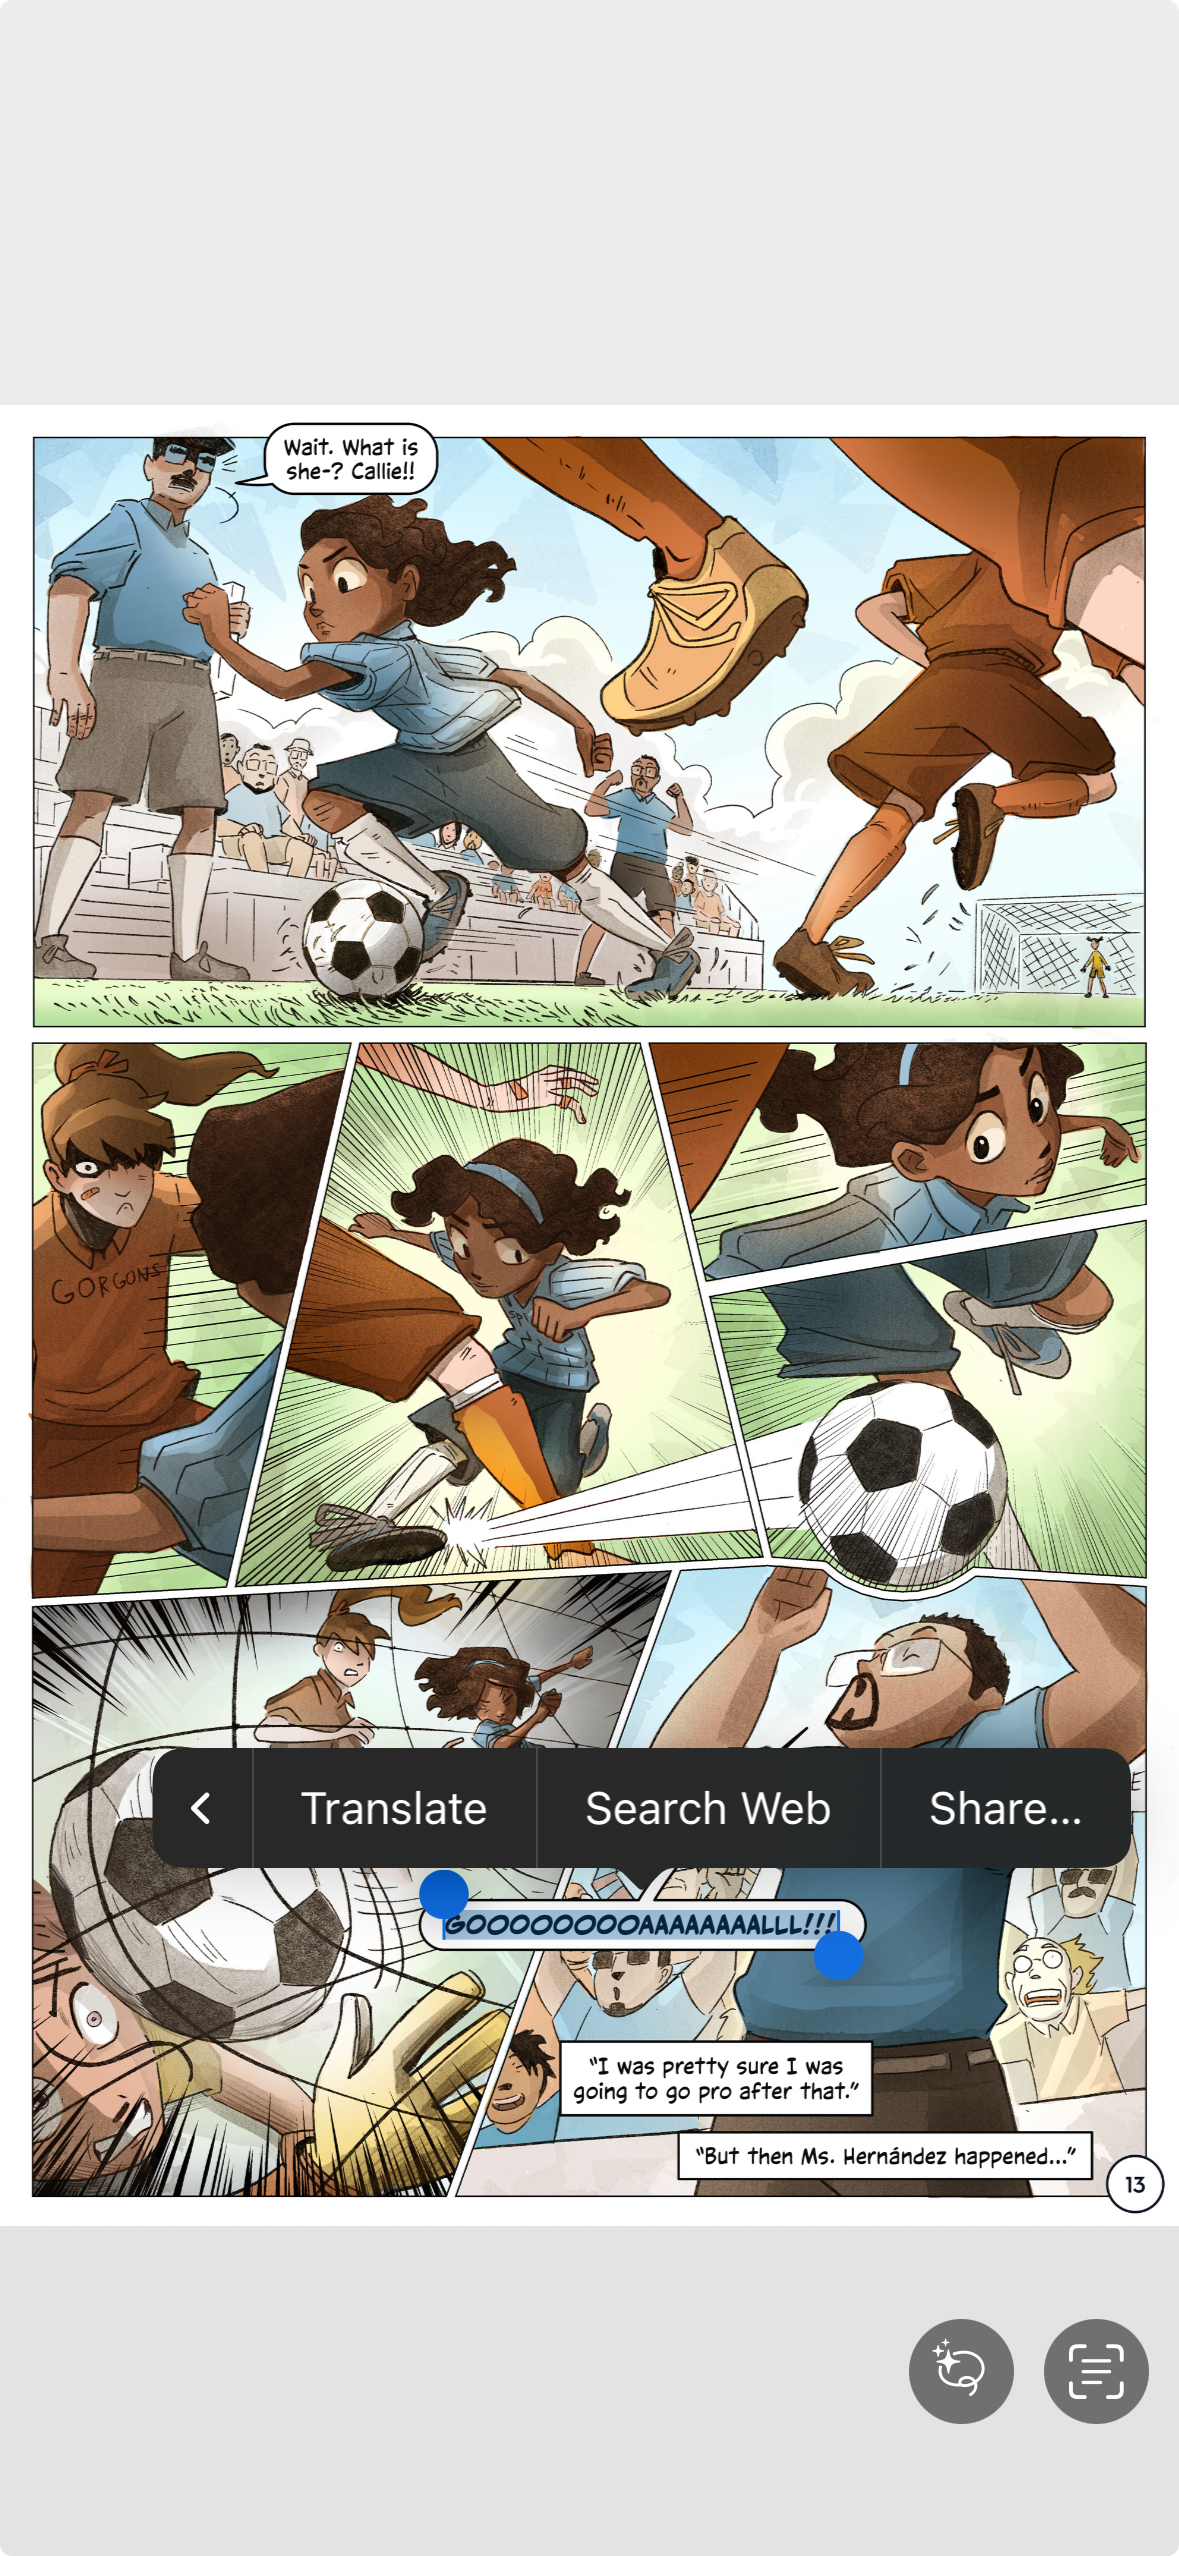 Wait. What is
she-? Callie!!
GORGONS
SP
Translate
Search Web
Share...
GOOOOOOOOAAAAAAAALLL!!!
"I was pretty sure I was
going to go pro after that."
"But then Ms. Hernández happened..."
13